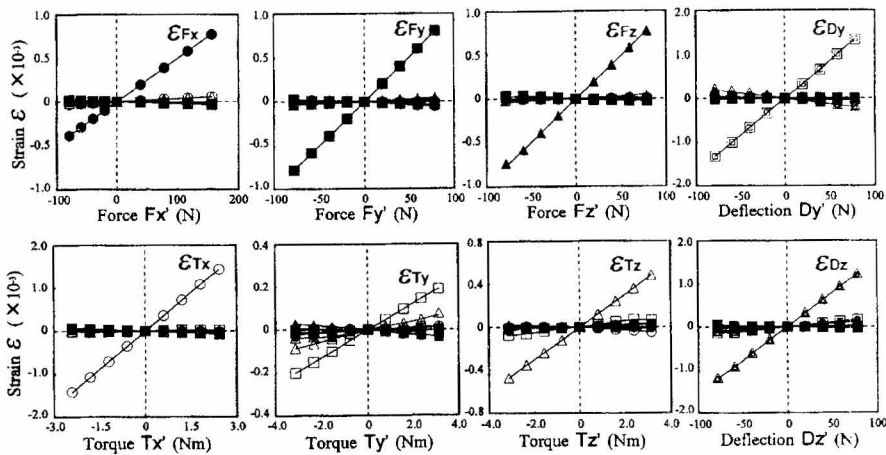 εFx εFy εFz εDy
Strain ε (×10⁻³)
1.0 1.0 1.0 2.0
0.5 0.5 0.5 1.0
0 0 0 0
-0.5 -0.5 -0.5 -1.0
-1.0 -1.0 -1.0 -2.0
-100 0 100 200 -100 -50 0 50 100 -100 -50 0 50 100 -100 -50 0 50 100
Force Fx' (N) Force Fy' (N) Force Fz' (N) Deflection Dy' (N)
εTx εTy εTz εDz
Strain ε (×10⁻³)
2.0 0.4 0.8 2.0
1.0 0.2 0.4 1.0
0 0 0 0
-1.0 -0.2 -0.4 -1.0
-2.0 -0.4 -0.8 -2.0
-3.0 -1.5 0 1.5 3.0 -4.0 -2.0 0 2.0 4.0 -4.0 -2.0 0 2.0 4.0 -100 -50 0 50 100
Torque Tx' (Nm) Torque Ty' (Nm) Torque Tz' (Nm) Deflection Dz' (N)